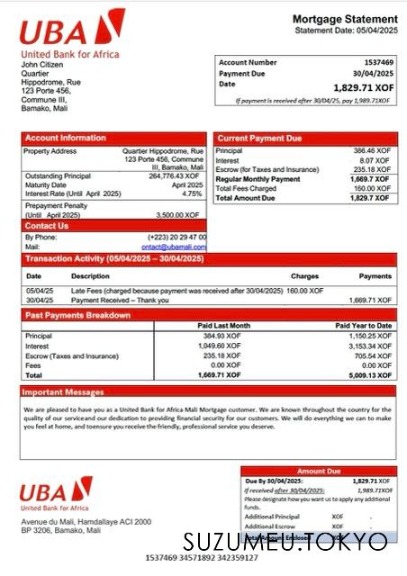 UBA
United Bank for Africa
Mortgage Statement
Statement Date: 05/04/2025
John Citizen
Quartier
Hippodrome, Rue
123 Porte 456,
Commune III,
Bamako, Mali
Account Number 1537469
Payment Due 30/04/2025
Date 1,829.71 XOF
If payment is received after 30/04/25, pay 1,989.71XOF
Account Information
Property Address Quartier Hippodrome, Rue
123 Porte 456, Commune
III, Bamako, Mali
Outstanding Principal 264,776.43 XOF
Maturity Date April 2025
Interest Rate (Until April 2025) 4.75%
Prepayment Penalty
(Until April 2025) 3,500.00 XOF
Current Payment Due
Principal 386.46 XOF
Interest 8.07 XOF
Escrow (for Taxes and Insurance) 235.18 XOF
Regular Monthly Payment 1,669.7 XOF
Total Fees Charged 160.00 XOF
Total Amount Due 1,829.7 XOF
Contact Us
By Phone: (+223) 20 29 47 00
Mail: ontact@ubamali.com
Transaction Activity (05/04/2025 – 30/04/2025)
Date Description Charges Payments
05/04/25 Late Fees (charged because payment was received after 30/04/2025) 160.00 XOF
30/04/25 Payment Received – Thank you 1,669.71 XOF
Past Payments Breakdown
Paid Last Month Paid Year to Date
Principal 384.93 XOF 1,150.25 XOF
Interest 1,049.60 XOF 3,153.34 XOF
Escrow (Taxes and Insurance) 235.18 XOF 705.54 XOF
Fees 0.00 XOF 0.00 XOF
Total 1,669.71 XOF 5,009.13 XOF
Important Messages
We are pleased to have you as a United Bank for Africa Mali Mortgage customer. We are known throughout the country for the
quality of our serviceand our dedication to providing financial security for our customers. We will do everything we can to make
you feel at home, and toensure you receive the friendly, professional service you deserve.
UBA
United Bank for Africa
Avenue du Mali, Hamdallaye ACI 2000
BP 3206, Bamako, Mali
Amount Due
Due By 30/04/2025: 1,829.71 XOF
If received after 30/04/2025: 1,989.71XOF
Please designate how you want us to apply any additional
funds.
Additional Principal XOF .
Additional Escrow XOF .
Total Amount Enclosed XOF .
SUZUMEU.TOKYO
1537469 34571892 342359127